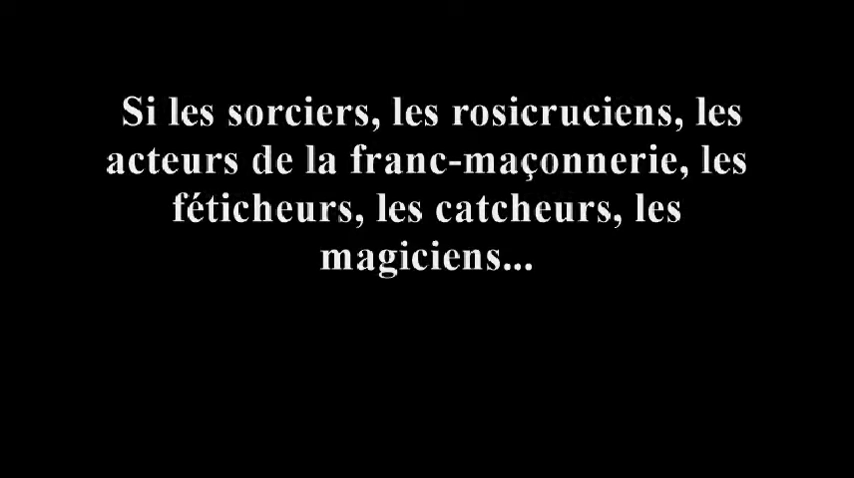 Si les sorciers, les rosicruciens, les
acteurs de la franc-maçonnerie, les
féticheurs, les catcheurs, les
magiciens...